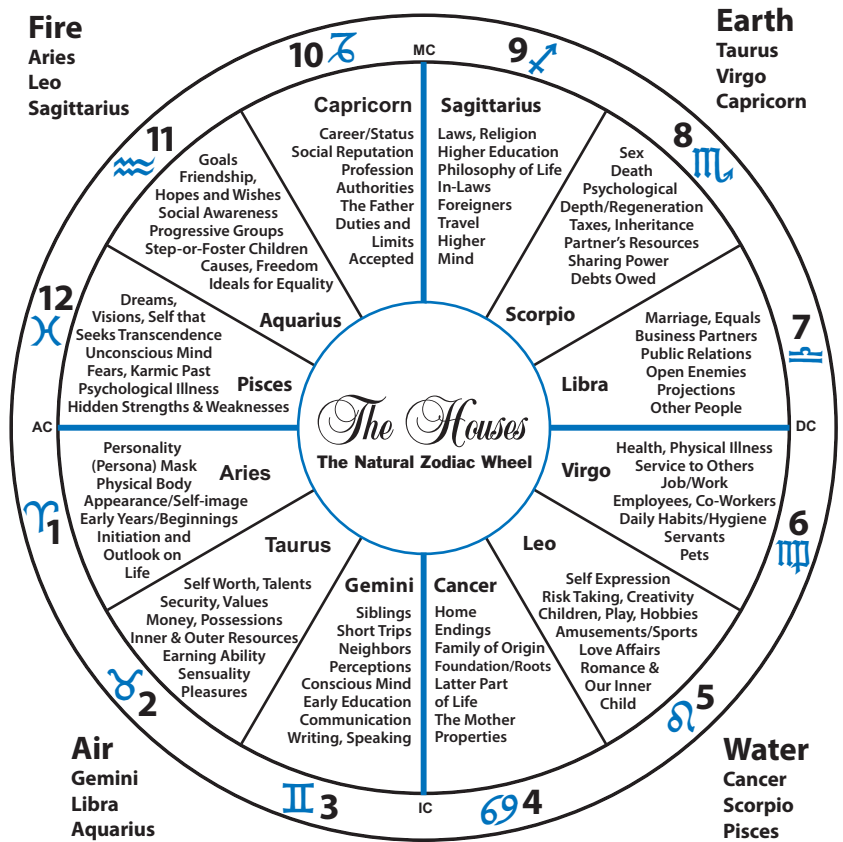 Fire
Aries
Leo
Sagittarius
Earth
Taurus
Virgo
Capricorn
MC
10
Capricorn
Career/Status
Social Reputation
Profession
Authorities
The Father
Duties and
Limits
Accepted
9
Sagittarius
Laws, Religion
Higher Education
Philosophy of Life
In-Laws
Foreigners
Travel
Higher
Mind
11
Goals
Friendship,
Hopes and Wishes
Social Awareness
Progressive Groups
Step-or-Foster Children
Causes, Freedom
Ideals for Equality
Aquarius
8
Sex
Death
Psychological
Depth/Regeneration
Taxes, Inheritance
Partner's Resources
Sharing Power
Debts Owed
Scorpio
12
Dreams,
Visions, Self that
Seeks Transcendence
Unconscious Mind
Fears, Karmic Past
Psychological Illness
Hidden Strengths & Weaknesses
Pisces
7
Marriage, Equals
Business Partners
Public Relations
Open Enemies
Projections
Other People
Libra
The Houses
The Natural Zodiac Wheel
AC
DC
1
Personality
(Persona) Mask
Physical Body
Appearance/Self-image
Early Years/Beginnings
Initiation and
Outlook on
Life
Aries
6
Virgo
Health, Physical Illness
Service to Others
Job/Work
Employees, Co-Workers
Daily Habits/Hygiene
Servants
Pets
2
Taurus
Self Worth, Talents
Security, Values
Money, Possessions
Inner & Outer Resources
Earning Ability
Sensuality
Pleasures
3
Gemini
Siblings
Short Trips
Neighbors
Perceptions
Conscious Mind
Early Education
Communication
Writing, Speaking
4
Cancer
Home
Endings
Family of Origin
Foundation/Roots
Latter Part
of Life
The Mother
Properties
5
Leo
Self Expression
Risk Taking, Creativity
Children, Play, Hobbies
Amusements/Sports
Love Affairs
Romance &
Our Inner
Child
IC
Air
Gemini
Libra
Aquarius
Water
Cancer
Scorpio
Pisces